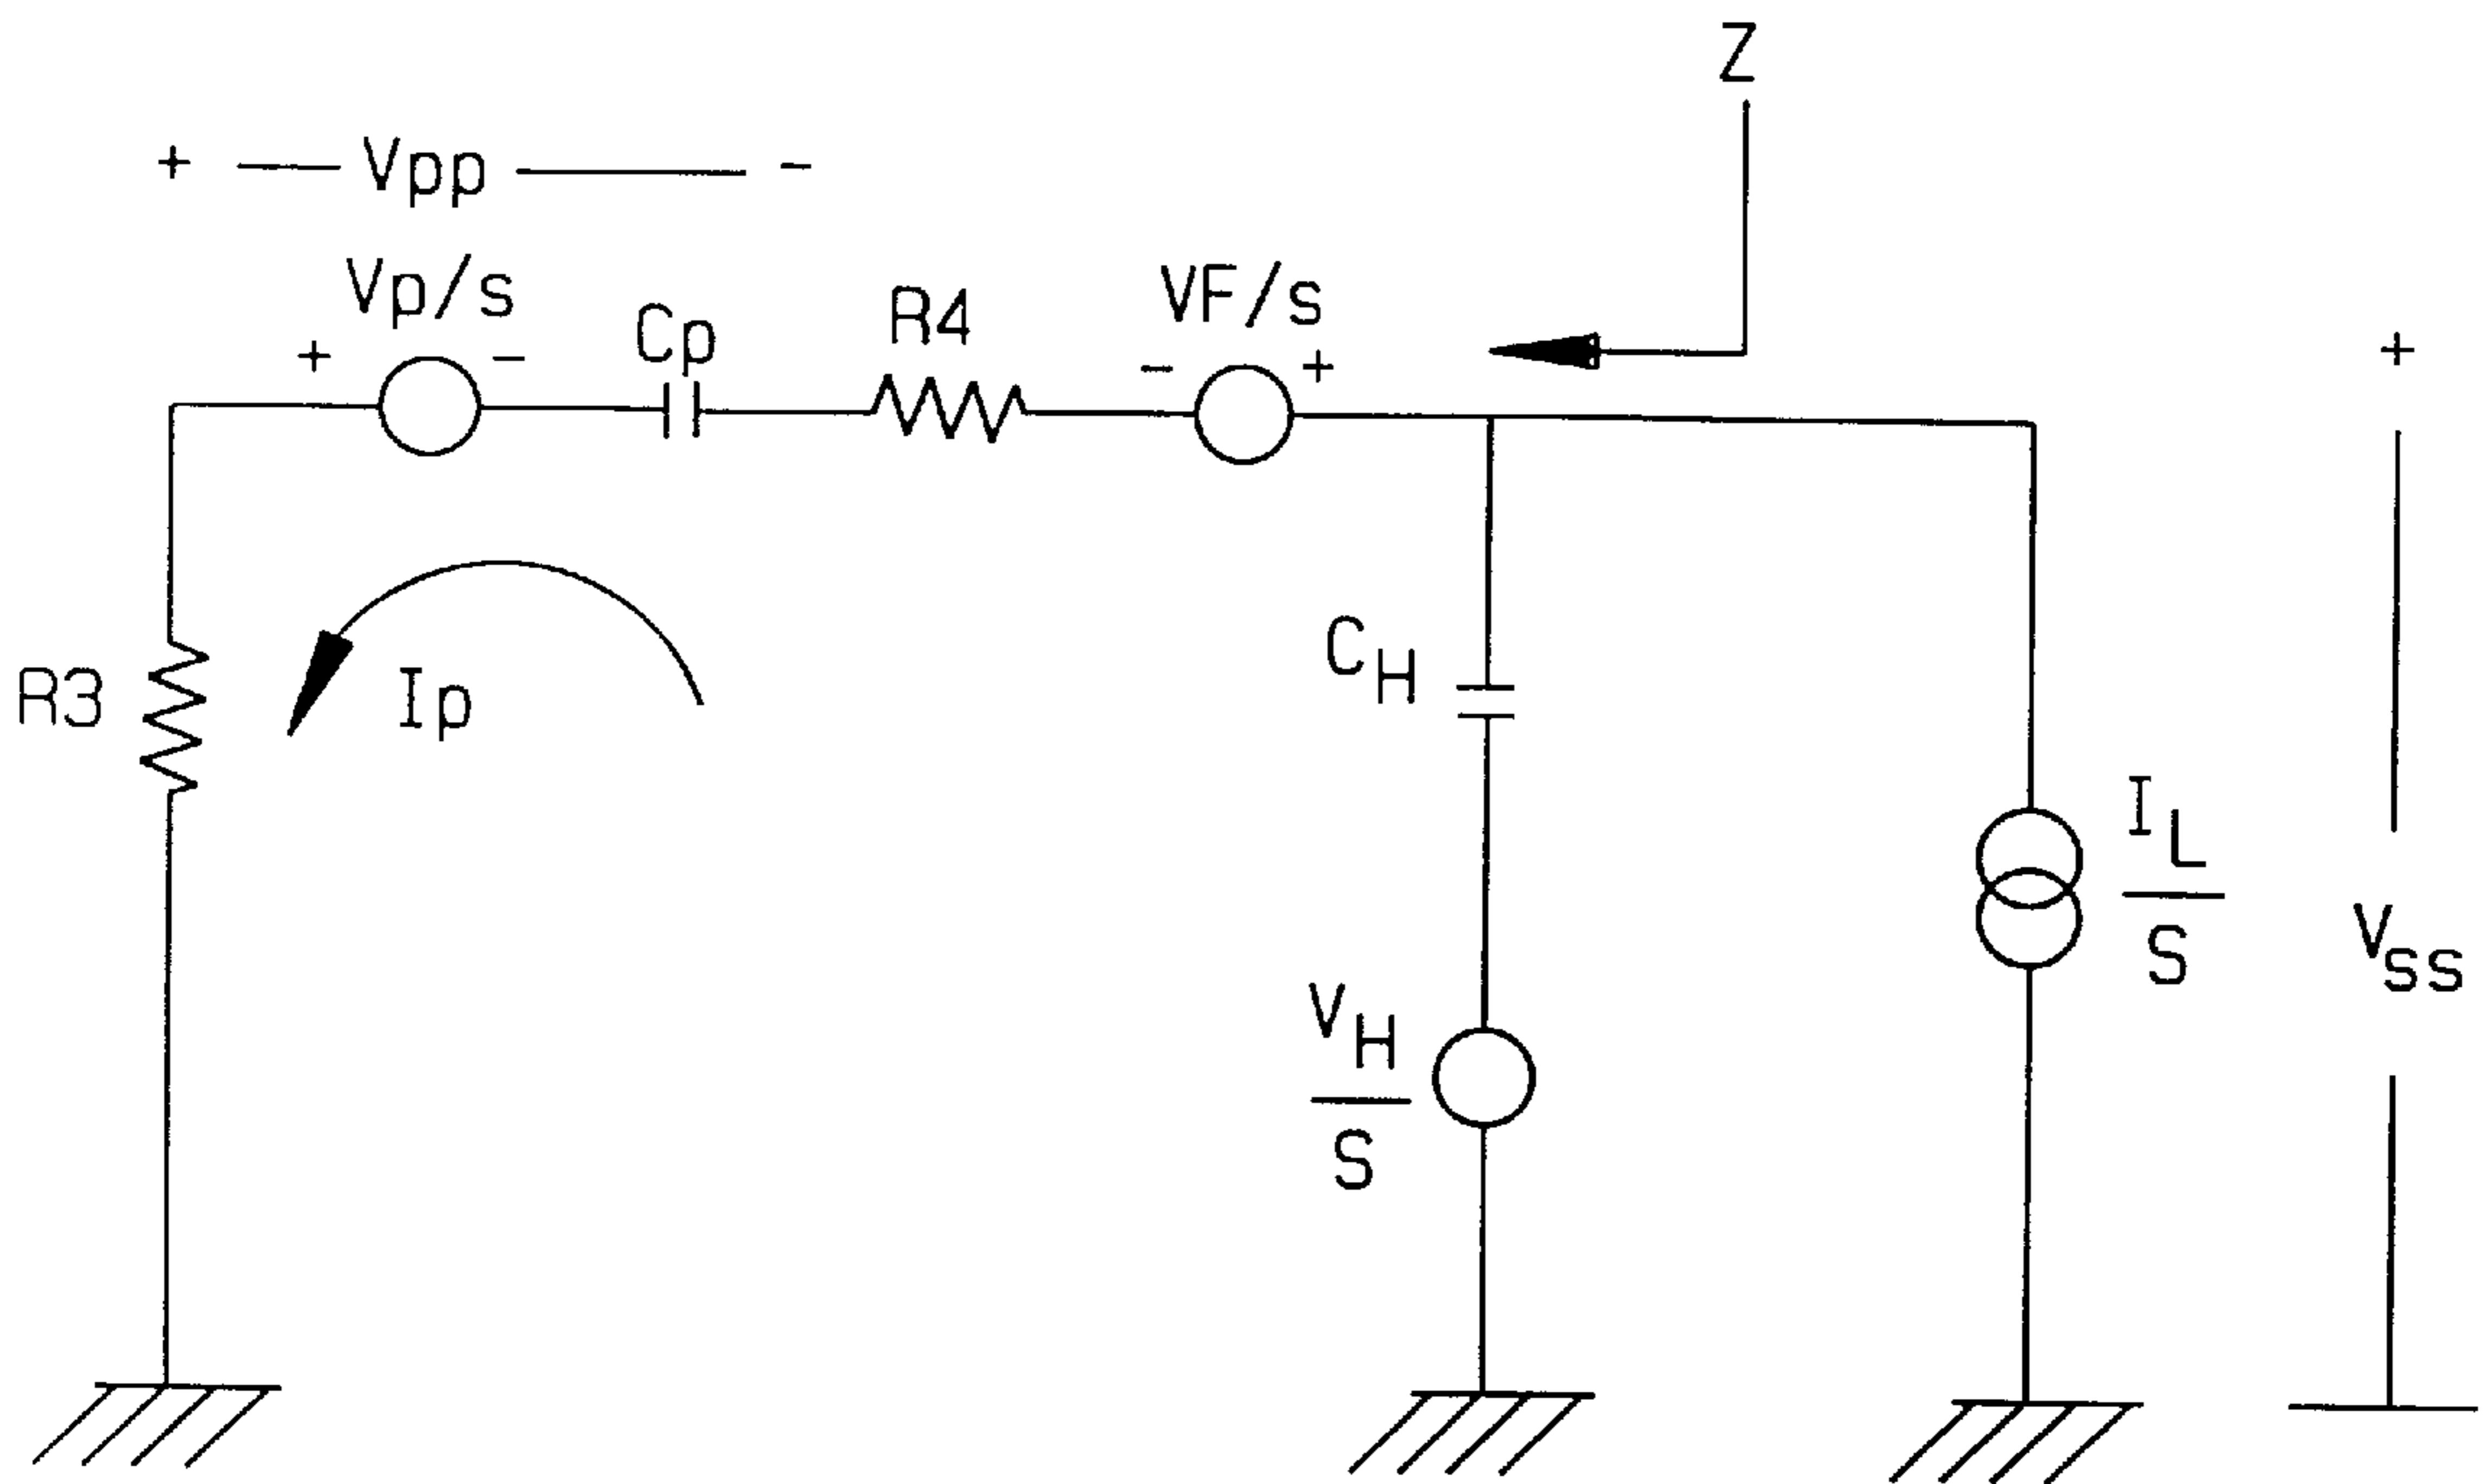 Z
+ — Vpp — -
Vp/s
+ -
Cp
R4
VF/s
- +
+
R3
Ip
CH
IL
S
VSS
VH
S